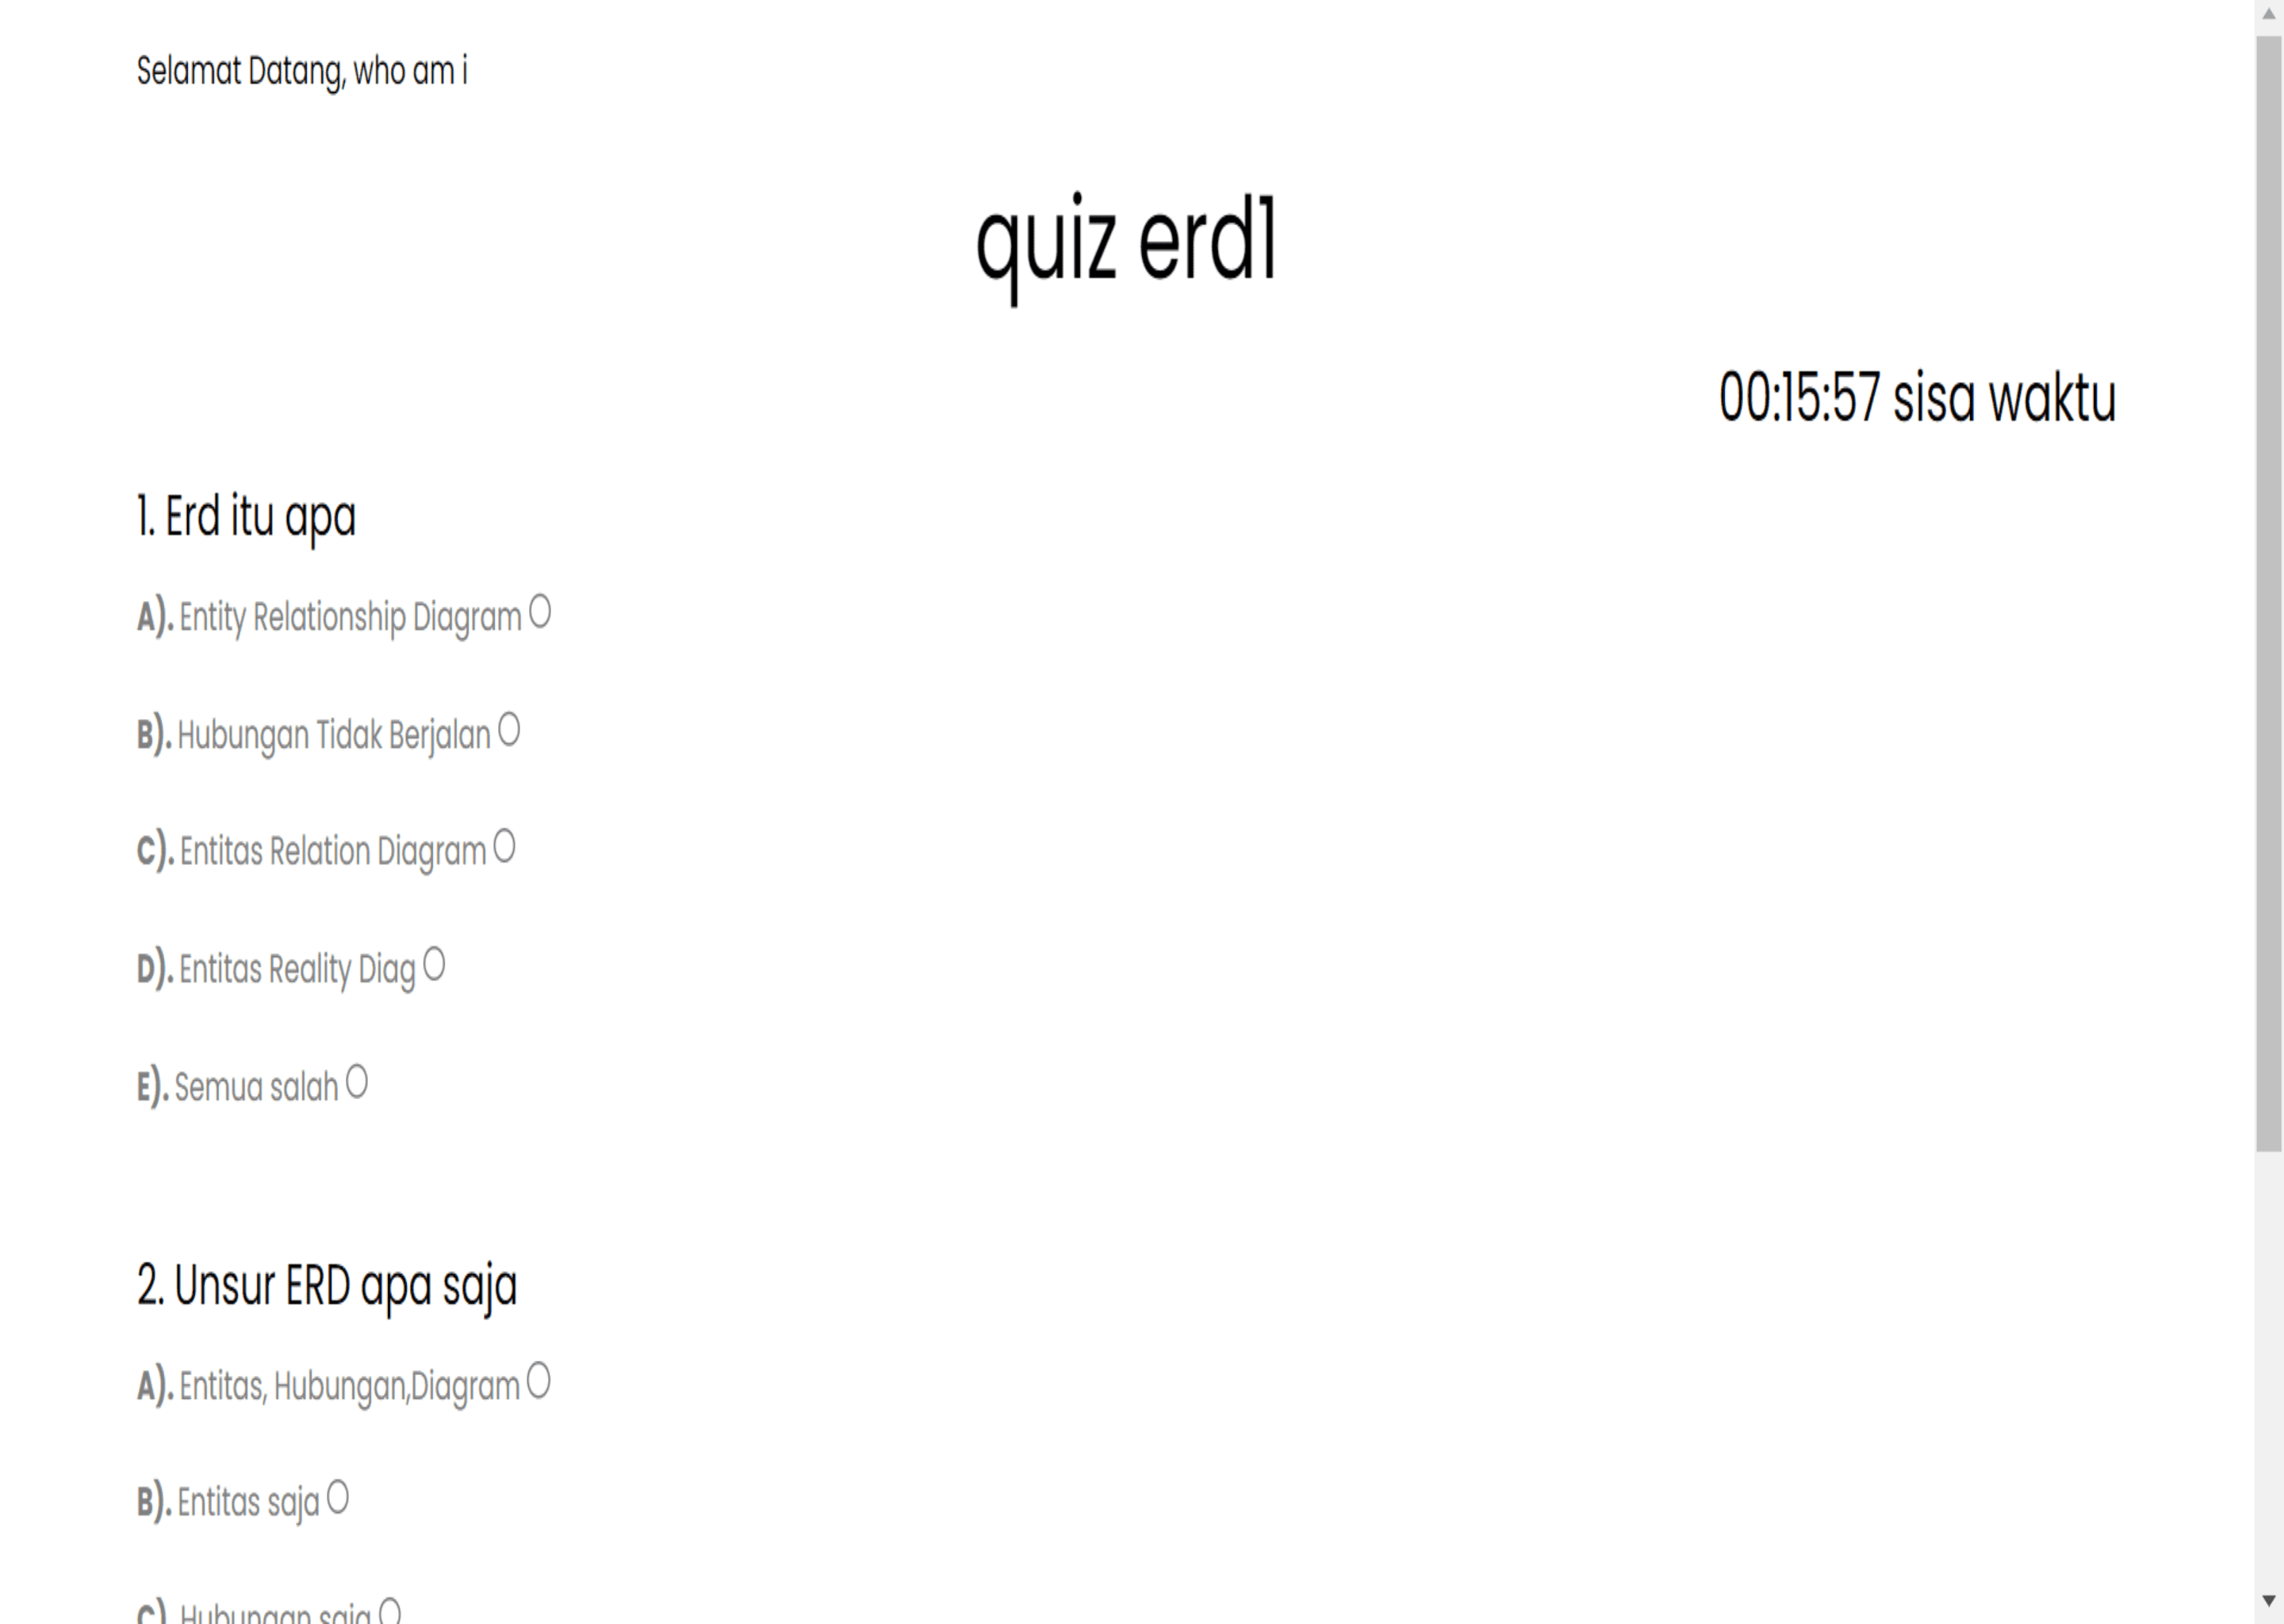 Selamat Datang, who am i
quiz erd1
00:15:57 sisa waktu
1. Erd itu apa
A). Entity Relationship Diagram
B). Hubungan Tidak Berjalan
C). Entitas Relation Diagram
D). Entitas Reality Diag
E). Semua salah
2. Unsur ERD apa saja
A). Entitas, Hubungan,Diagram
B). Entitas saja
C). Hubungan saja